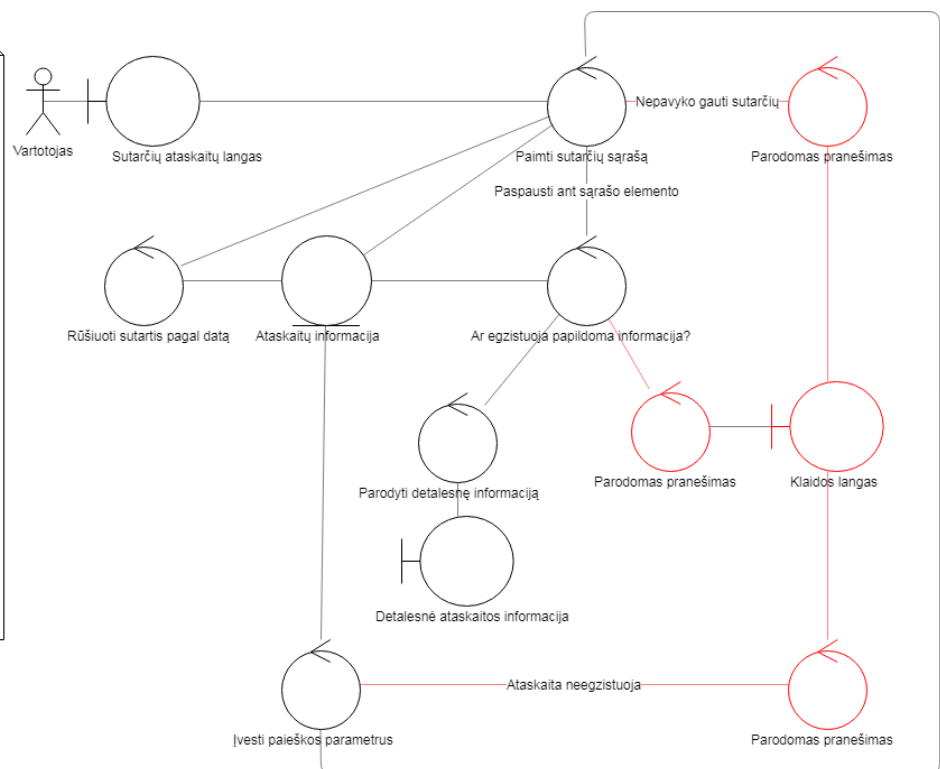 Nepavyko gauti sutarčių
Vartotojas
Sutarčių ataskaitų langas
Paimti sutarčių sąrašą
Parodomas pranešimas
Paspausti ant sąrašo elemento
Rūšiuoti sutartis pagal datą
Ataskaitų informacija
Ar egzistuoja papildoma informacija?
Parodomas pranešimas
Klaidos langas
Parodyti detalesnę informaciją
Detalesnė ataskaitos informacija
Ataskaita neegzistuoja
Įvesti paieškos parametrus
Parodomas pranešimas